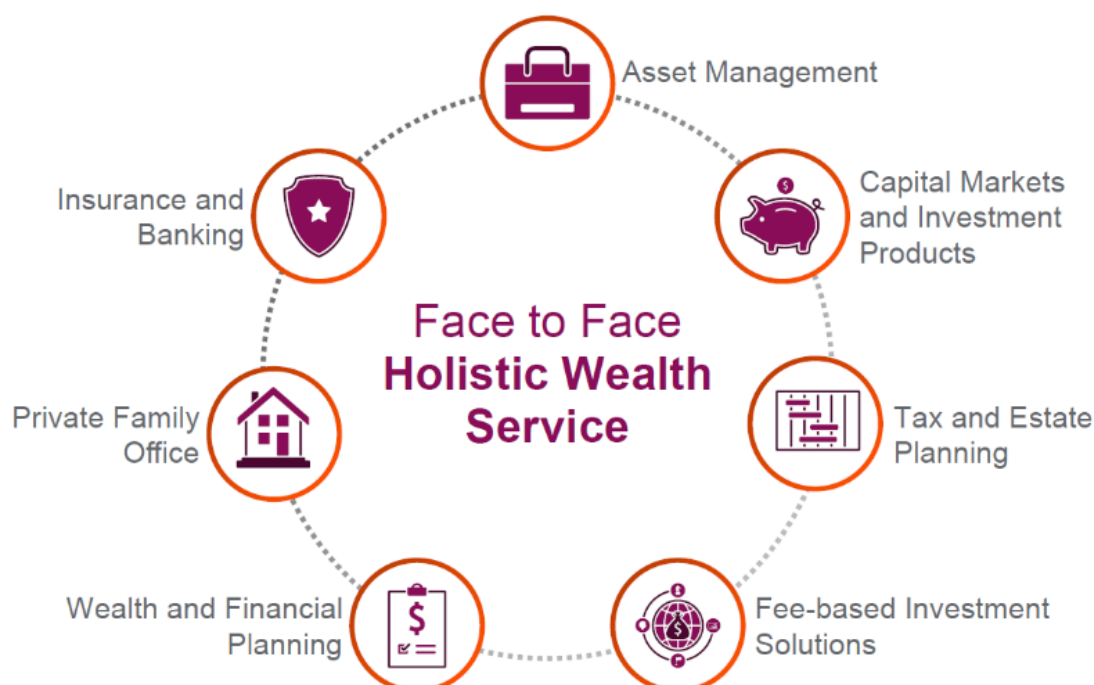 Asset Management
Capital Markets
and Investment
Products
Tax and Estate
Planning
Fee-based Investment
Solutions
Wealth and Financial
Planning
Private Family
Office
Insurance and
Banking
Face to Face
Holistic Wealth
Service
$
$
$